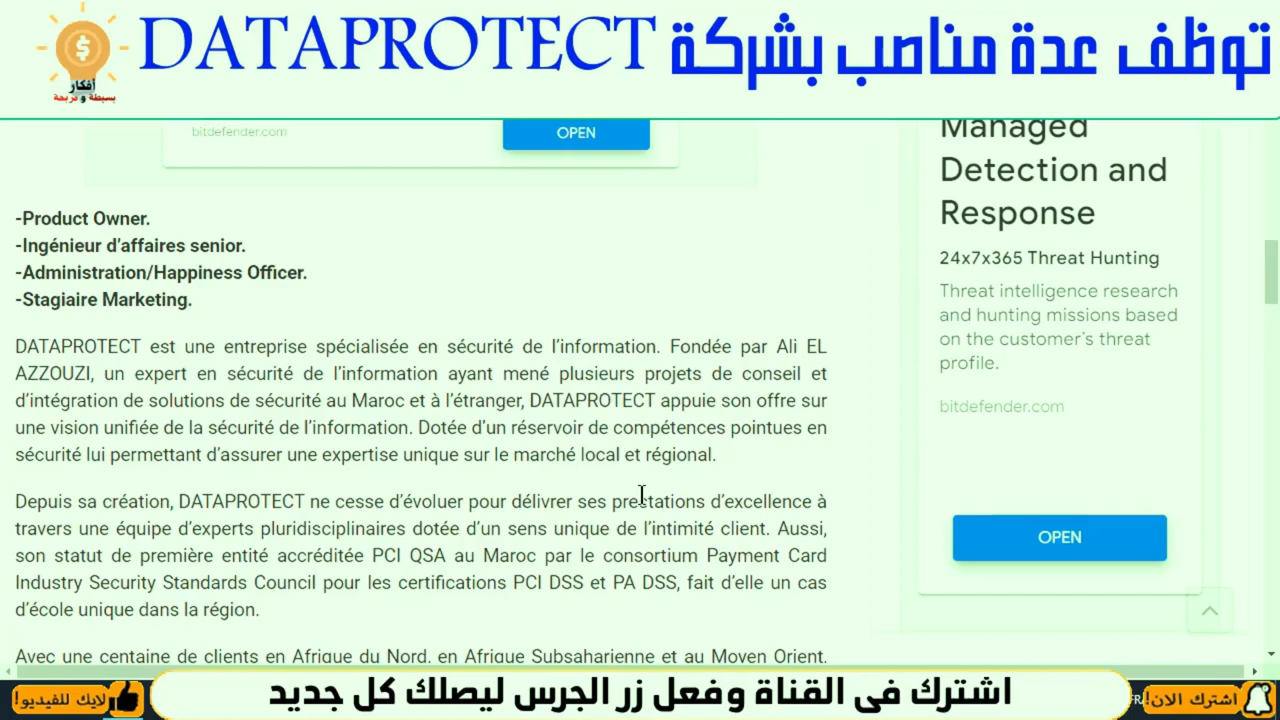 توظف عدة مناصب بشركة DATAPROTECT
$
أفكار
بسيطة و مربحة
bitdefender.com
OPEN
-Product Owner.
-Ingénieur d'affaires senior.
-Administration/Happiness Officer.
-Stagiaire Marketing.
DATAPROTECT est une entreprise spécialisée en sécurité de l'information. Fondée par Ali EL
AZZOUZI, un expert en sécurité de l'information ayant mené plusieurs projets de conseil et
d'intégration de solutions de sécurité au Maroc et à l'étranger, DATAPROTECT appuie son offre sur
une vision unifiée de la sécurité de l'information. Dotée d'un réservoir de compétences pointues en
sécurité lui permettant d'assurer une expertise unique sur le marché local et régional.
Depuis sa création, DATAPROTECT ne cesse d'évoluer pour délivrer ses prestations d'excellence à
travers une équipe d'experts pluridisciplinaires dotée d'un sens unique de l'intimité client. Aussi,
son statut de première entité accréditée PCI QSA au Maroc par le consortium Payment Card
Industry Security Standards Council pour les certifications PCI DSS et PA DSS, fait d'elle un cas
d'école unique dans la région.
Avec une centaine de clients en Afrique du Nord, en Afrique Subsaharienne et au Moyen Orient,
Managed
Detection and
Response
24x7x365 Threat Hunting
Threat intelligence research
and hunting missions based
on the customer's threat
profile.
bitdefender.com
OPEN
لايك للفيديو!
اشترك في القناة وفعل زر الجرس ليصلك كل جديد
FRA
اشترك الان!